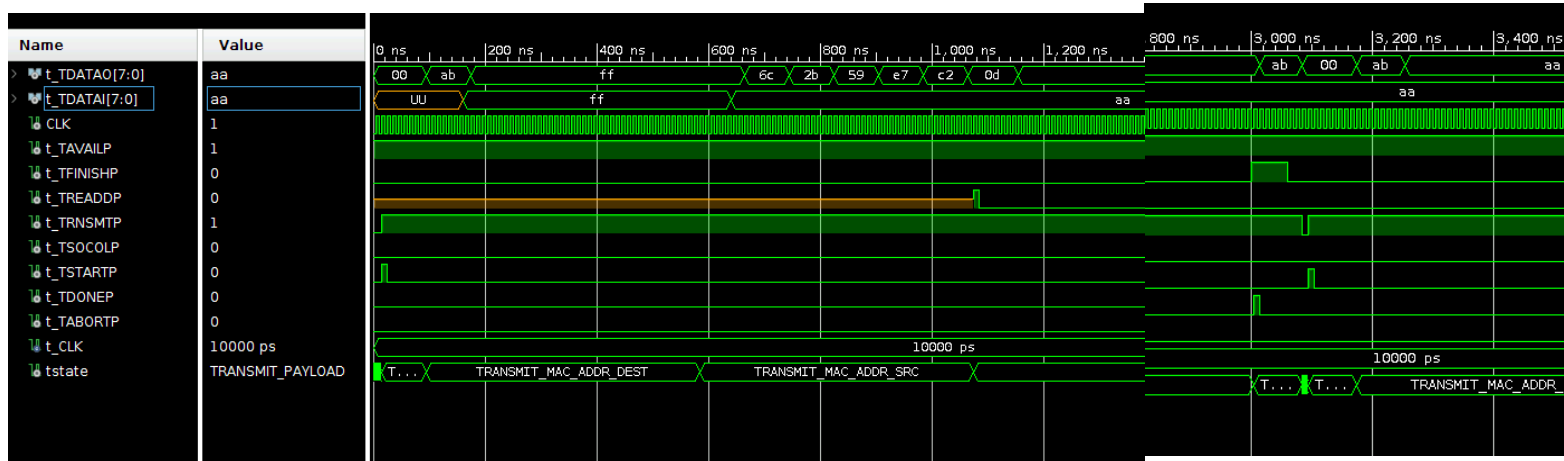 Name Value
0 ns 200 ns 400 ns 600 ns 800 ns 1,000 ns 1,200 ns 800 ns 3,000 ns 3,200 ns 3,400 ns
t_TDATAO[7:0] aa 00 ab ff 6c 2b 59 e7 c2 0d ab 00 ab aa
t_TDATAI[7:0] aa UU ff aa aa
CLK 1
t_TAVAILP 1
t_TFINISHP 0
t_TREADDP 0
t_TRNSMTP 1
t_TSOCOLP 0
t_TSTARTP 0
t_TDONEP 0
t_TABORTP 0
t_CLK 10000 ps 10000 ps 10000 ps
tstate TRANSMIT_PAYLOAD T... TRANSMIT_MAC_ADDR_DEST TRANSMIT_MAC_ADDR_SRC T... T... TRANSMIT_MAC_ADDR_